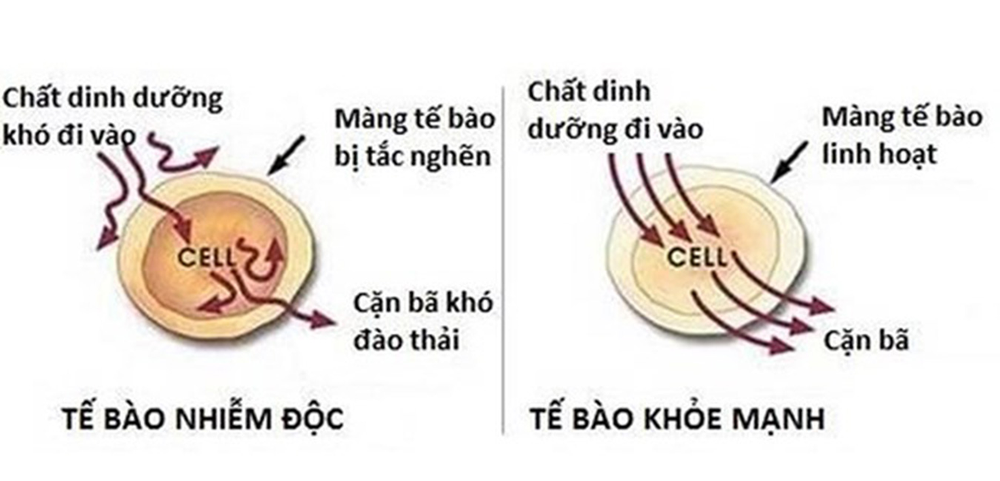 Chất dinh dưỡng
khó đi vào
Màng tế bào
bị tắc nghẽn
CELL
Cặn bã khó
đào thải
TẾ BÀO NHIỄM ĐỘC
Chất dinh
dưỡng đi vào
Màng tế bào
linh hoạt
CELL
Cặn bã
TẾ BÀO KHỎE MẠNH